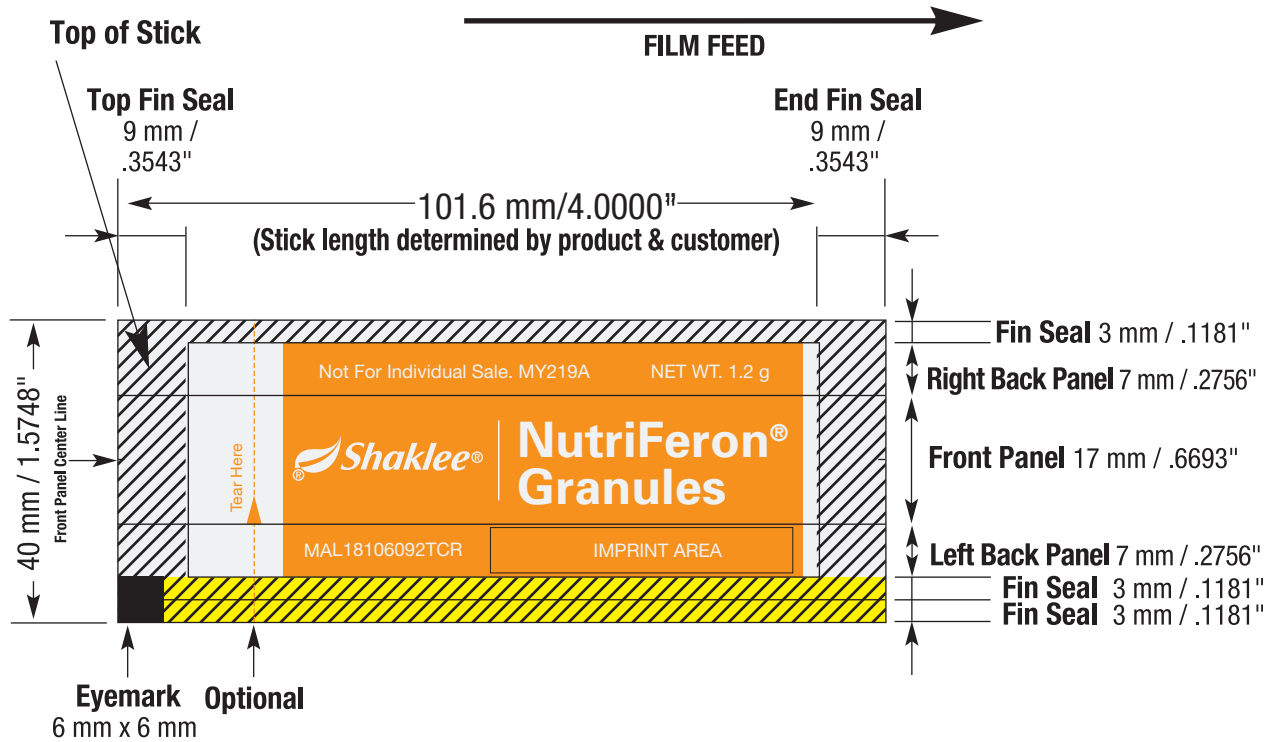 Top of Stick
FILM FEED
Top Fin Seal
9 mm /
.3543"
End Fin Seal
9 mm /
.3543"
101.6 mm/4.0000"
(Stick length determined by product & customer)
40 mm / 1.5748"
Front Panel Center Line
Tear Here
Not For Individual Sale. MY219A
NET WT. 1.2 g
Shaklee®
®
NutriFeron®
Granules
MAL18106092TCR
IMPRINT AREA
Fin Seal 3 mm / .1181"
Right Back Panel 7 mm / .2756"
Front Panel 17 mm / .6693"
Left Back Panel 7 mm / .2756"
Fin Seal 3 mm / .1181"
Fin Seal 3 mm / .1181"
Eyemark
6 mm x 6 mm
Optional